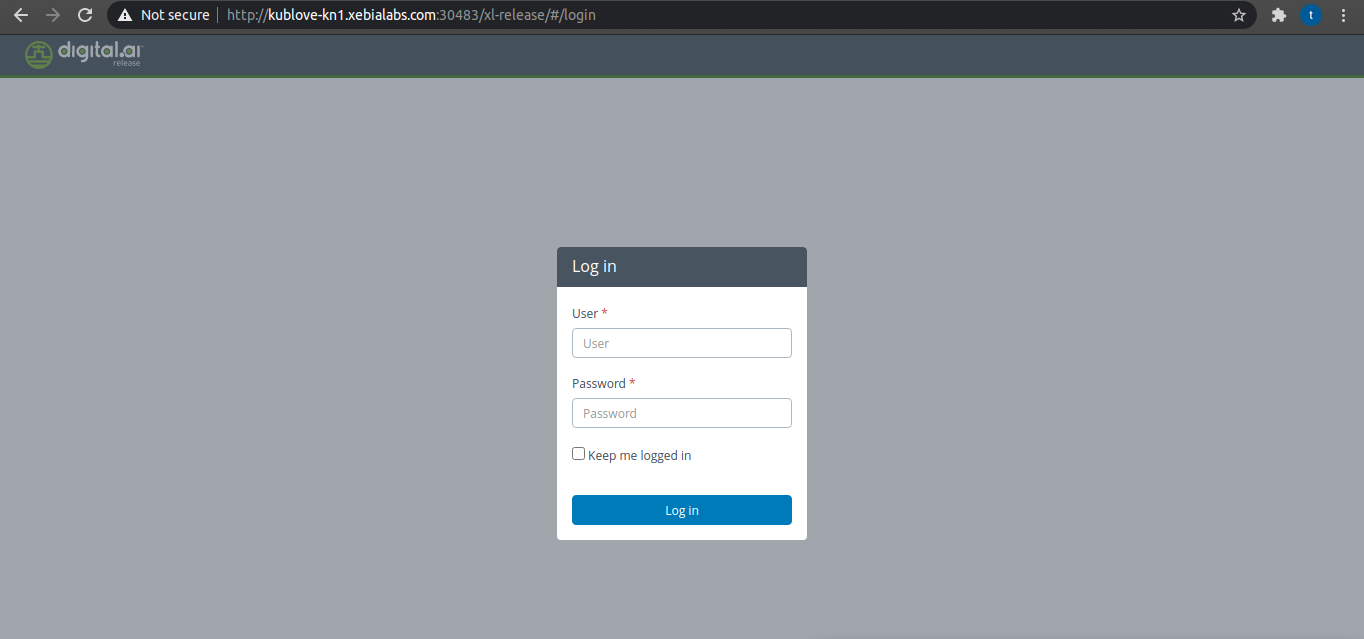 Not secure | http://kublove-kn1.xebialabs.com:30483/xl-release/#/login
t
digital.ai
release
Log in
User *
User
Password *
Password
Keep me logged in
Log in